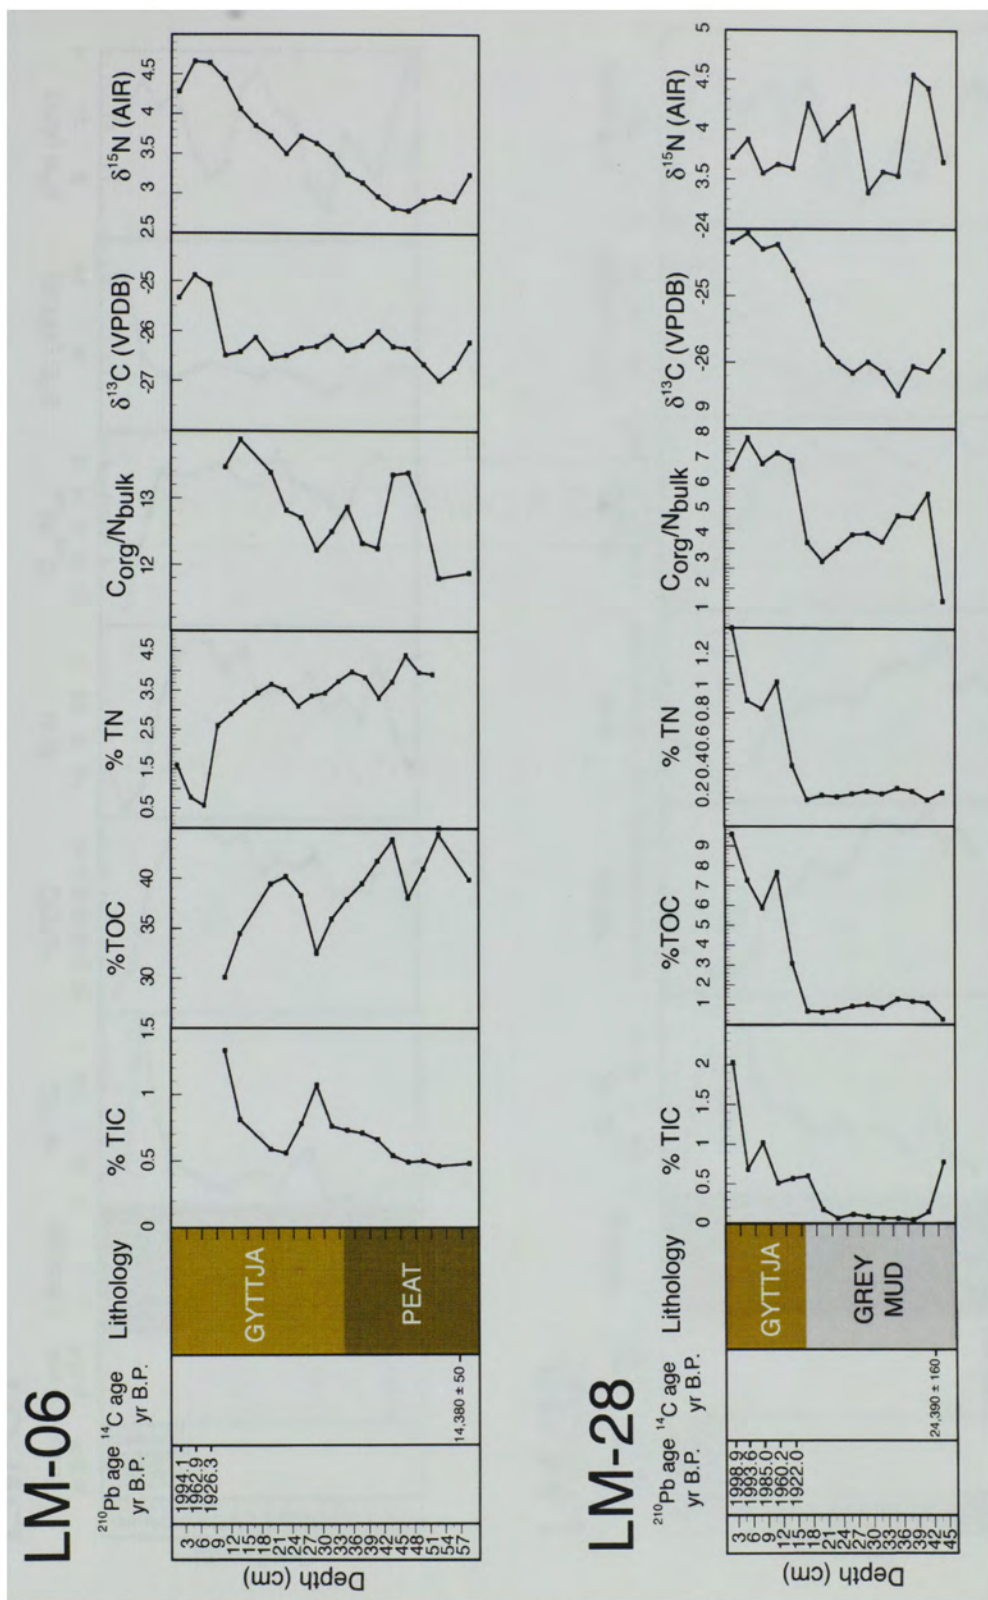 LM-06
Depth (cm)
3 6 9 12 15 18 21 24 27 30 33 36 39 42 45 48 51 54 57
²¹⁰Pb age
yr B.P.
1994.1
1962.9
1926.3
¹⁴C age
yr B.P.
14,380 ± 50
Lithology
GYTTJA
PEAT
% TIC
0 0.5 1 1.5
%TOC
30 35 40
% TN
0.5 1.5 2.5 3.5 4.5
Corg/Nbulk
12 13
δ¹³C (VPDB)
-27 -26 -25
δ¹⁵N (AIR)
2.5 3 3.5 4 4.5
LM-28
Depth (cm)
3 6 9 12 15 18 21 24 27 30 33 36 39 42 45
²¹⁰Pb age
yr B.P.
1998.9
1993.6
1985.0
1960.2
1922.0
¹⁴C age
yr B.P.
24,390 ± 160
Lithology
GYTTJA
GREY
MUD
% TIC
0 0.5 1 1.5 2
%TOC
1 2 3 4 5 6 7 8 9
% TN
0.2 0.4 0.6 0.8 1 1.2
Corg/Nbulk
1 2 3 4 5 6 7 8 9
δ¹³C (VPDB)
-26 -25 -24
δ¹⁵N (AIR)
3.5 4 4.5 5